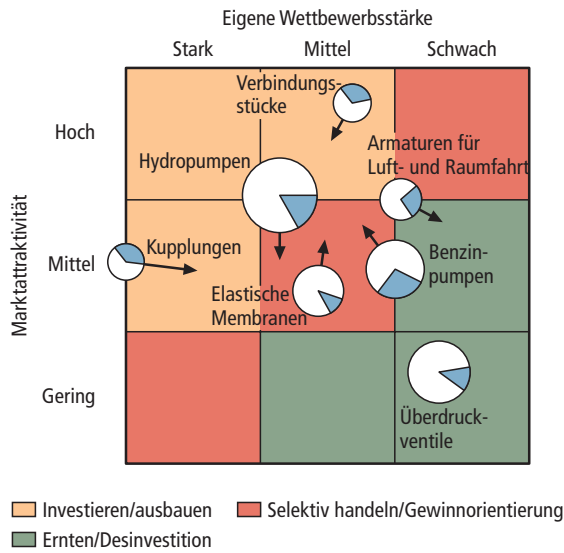 Eigene Wettbewerbsstärke
Stark
Mittel
Schwach
Marktattraktivität
Hoch
Mittel
Gering
Verbindungs-
stücke
Armaturen für
Luft- und Raumfahrt
Hydropumpen
Kupplungen
Benzin-
pumpen
Elastische
Membranen
Überdruck-
ventile
Investieren/ausbauen
Selektiv handeln/Gewinnorientierung
Ernten/Desinvestition